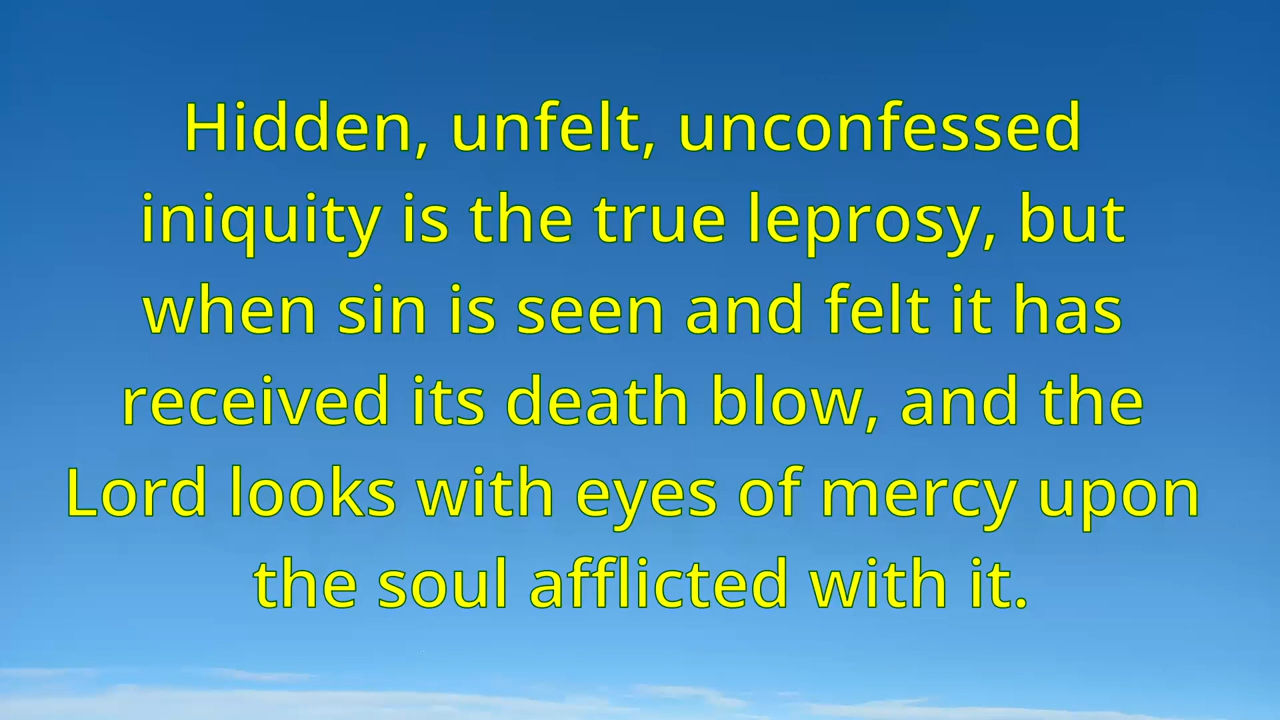 Hidden, unfelt, unconfessed
iniquity is the true leprosy, but
when sin is seen and felt it has
received its death blow, and the
Lord looks with eyes of mercy upon
the soul afflicted with it.